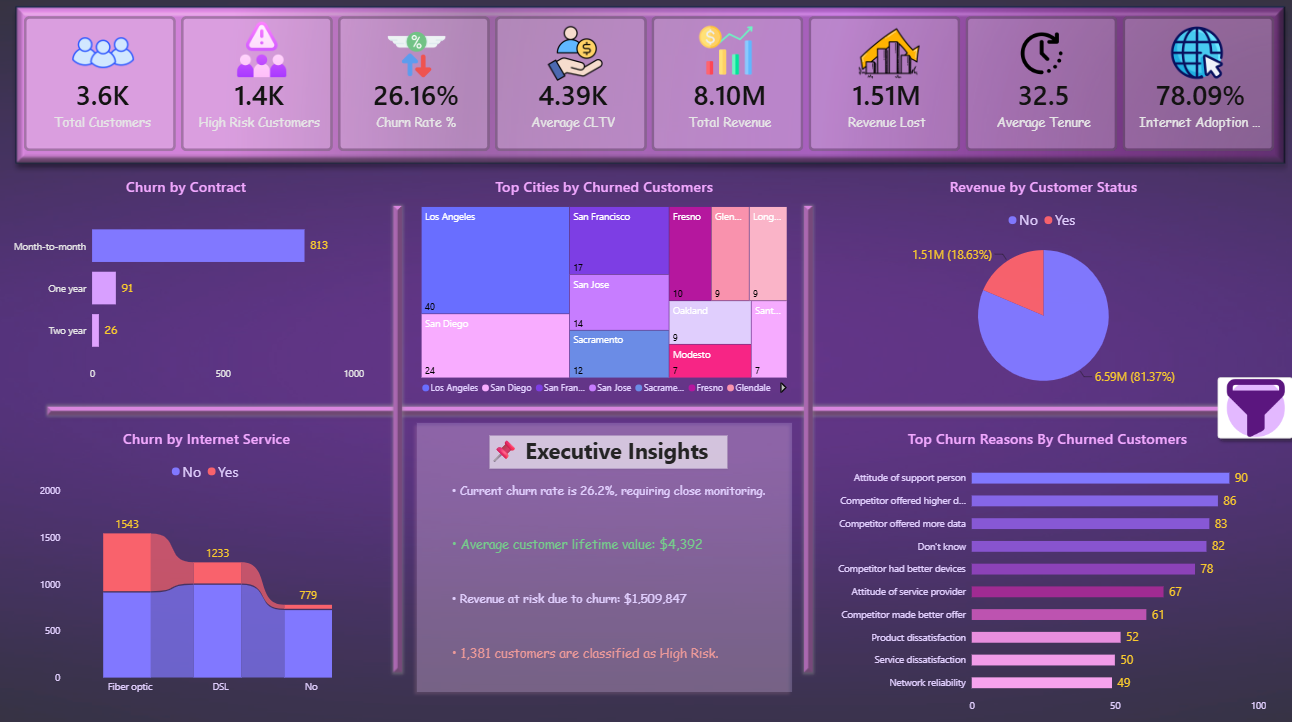 3.6K
Total Customers
1.4K
High Risk Customers
%
26.16%
Churn Rate %
$
4.39K
Average CLTV
$
8.10M
Total Revenue
1.51M
Revenue Lost
32.5
Average Tenure
78.09%
Internet Adoption ...
Churn by Contract
Month-to-month 813
One year 91
Two year 26
0 500 1000
Top Cities by Churned Customers
Los Angeles
40
San Diego
24
San Francisco
17
San Jose
14
Sacramento
12
Fresno
10
Glen...
9
Long...
9
Oakland
9
Modesto
7
Sant...
7
Los Angeles San Diego San Fran... San Jose Sacrame... Fresno Glendale
Revenue by Customer Status
No Yes
1.51M (18.63%)
6.59M (81.37%)
Churn by Internet Service
No Yes
2000
1500
1000
500
0
1543
1233
779
Fiber optic DSL No
Executive Insights
• Current churn rate is 26.2%, requiring close monitoring.
• Average customer lifetime value: $4,392
• Revenue at risk due to churn: $1,509,847
• 1,381 customers are classified as High Risk.
Top Churn Reasons By Churned Customers
Attitude of support person 90
Competitor offered higher d... 86
Competitor offered more data 83
Don't know 82
Competitor had better devices 78
Attitude of service provider 67
Competitor made better offer 61
Product dissatisfaction 52
Service dissatisfaction 50
Network reliability 49
0 50 100